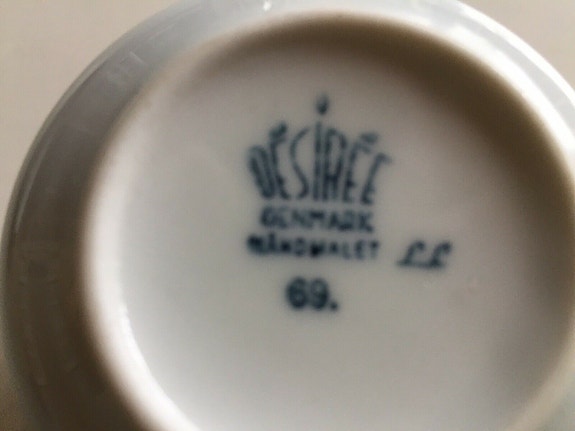 DÉSIRÉE
DENMARK
HÅNDMALET LL
69.